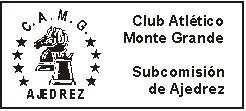 C.A.M.G.
AJEDREZ
Club Atlético
Monte Grande
Subcomisión
de Ajedrez